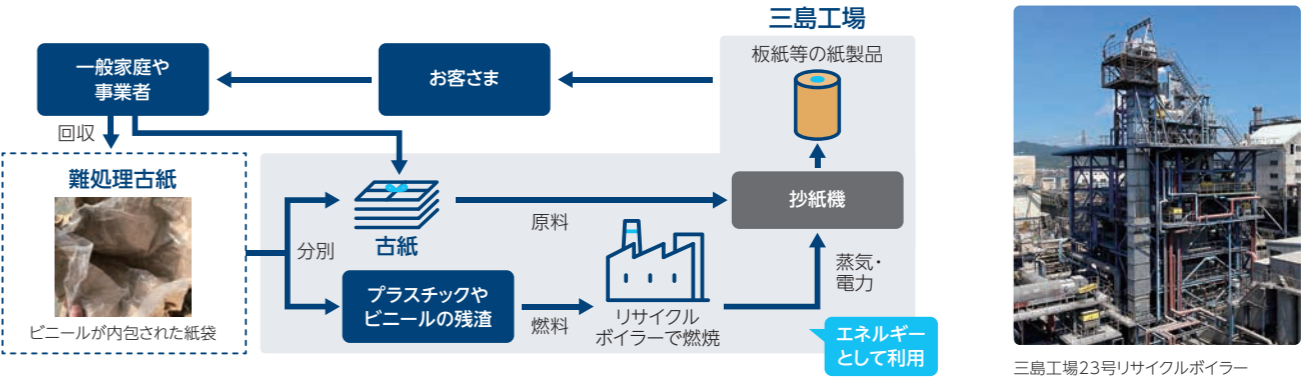 三島工場
板紙等の紙製品
一般家庭や
事業者
お客さま
回収
難処理古紙
ビニールが内包された紙袋
分別
古紙
原料
抄紙機
プラスチックや
ビニールの残渣
燃料
リサイクル
ボイラーで燃焼
蒸気・
電力
エネルギー
として利用
三島工場23号リサイクルボイラー